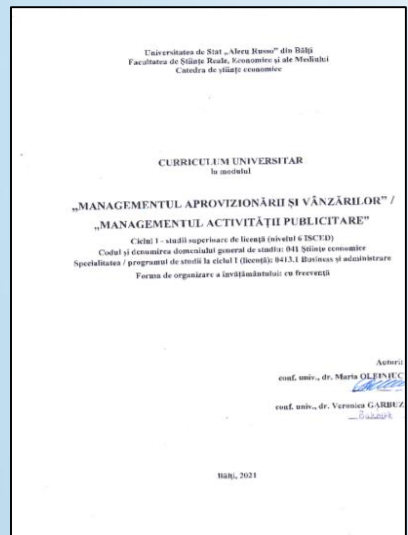 Universitatea de Stat „Alecu Russo” din Bălți
Facultatea de Științe Reale, Economice și ale Mediului
Catedra de științe economice
CURRICULUM UNIVERSITAR
la modulul
„MANAGEMENTUL APROVIZIONĂRII ȘI VÂNZĂRILOR” /
„MANAGEMENTUL ACTIVITĂȚII PUBLICITARE”
Ciclul I - studii superioare de licență (nivelul 6 ISCED)
Codul și denumirea domeniului general de studiu: 041 Științe economice
Specialitatea / programul de studii la ciclul I (licență): 0413.1 Business și administrare
Forma de organizare a învățământului: cu frecvență
Autorii:
conf. univ., dr. Maria OLEINIUC
conf. univ., dr. Veronica GARBUZ
Bălți, 2021